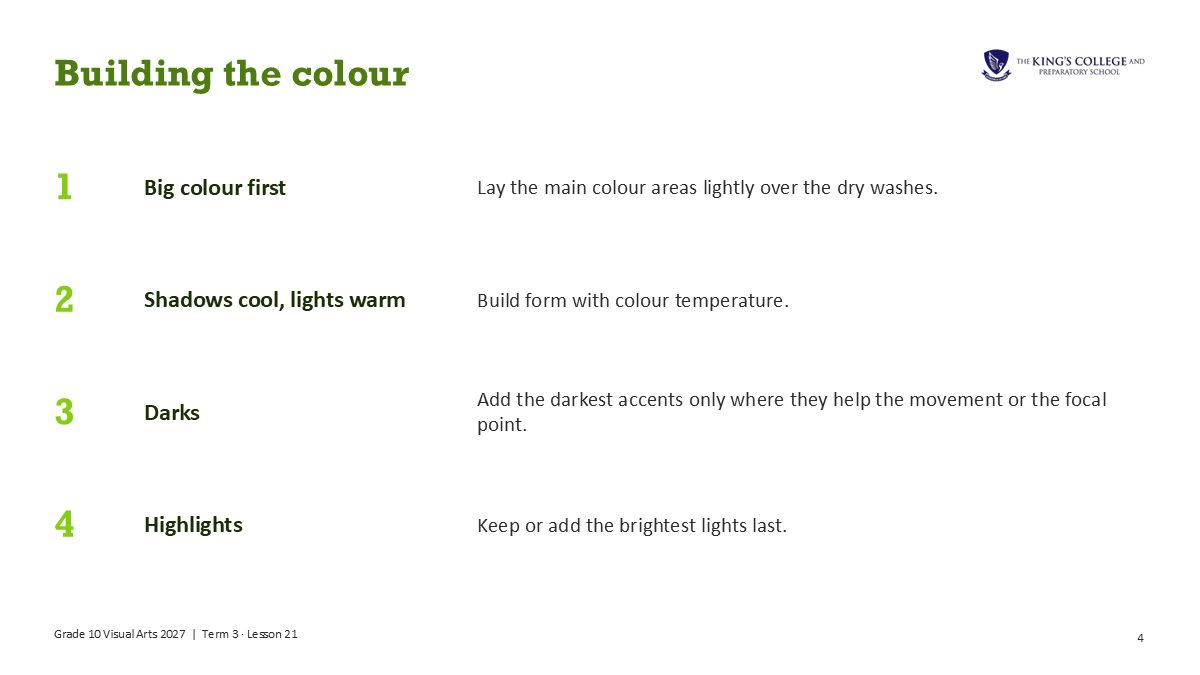 Building the colour
THE KING'S COLLEGE AND
PREPARATORY SCHOOL
1
Big colour first
Lay the main colour areas lightly over the dry washes.
2
Shadows cool, lights warm
Build form with colour temperature.
3
Darks
Add the darkest accents only where they help the movement or the focal
point.
4
Highlights
Keep or add the brightest lights last.
Grade 10 Visual Arts 2027 | Term 3 · Lesson 21
4